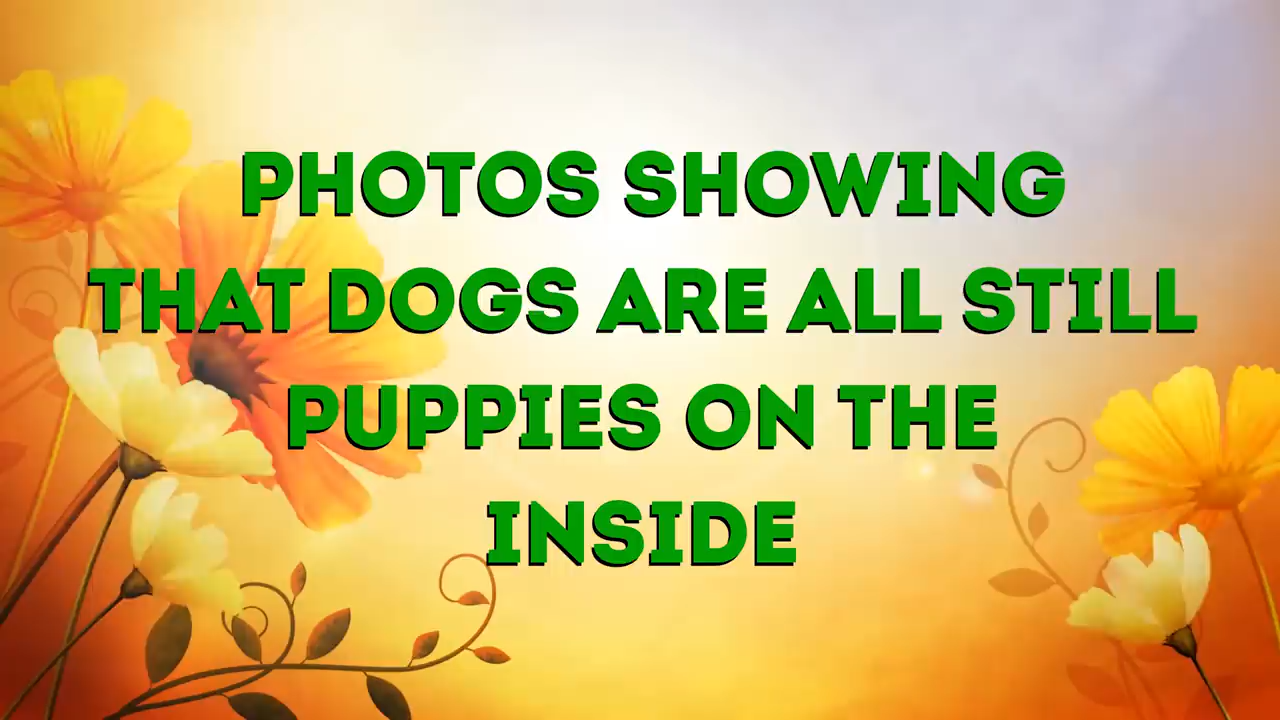 PHOTOS SHOWING
THAT DOGS ARE ALL STILL
PUPPIES ON THE
INSIDE